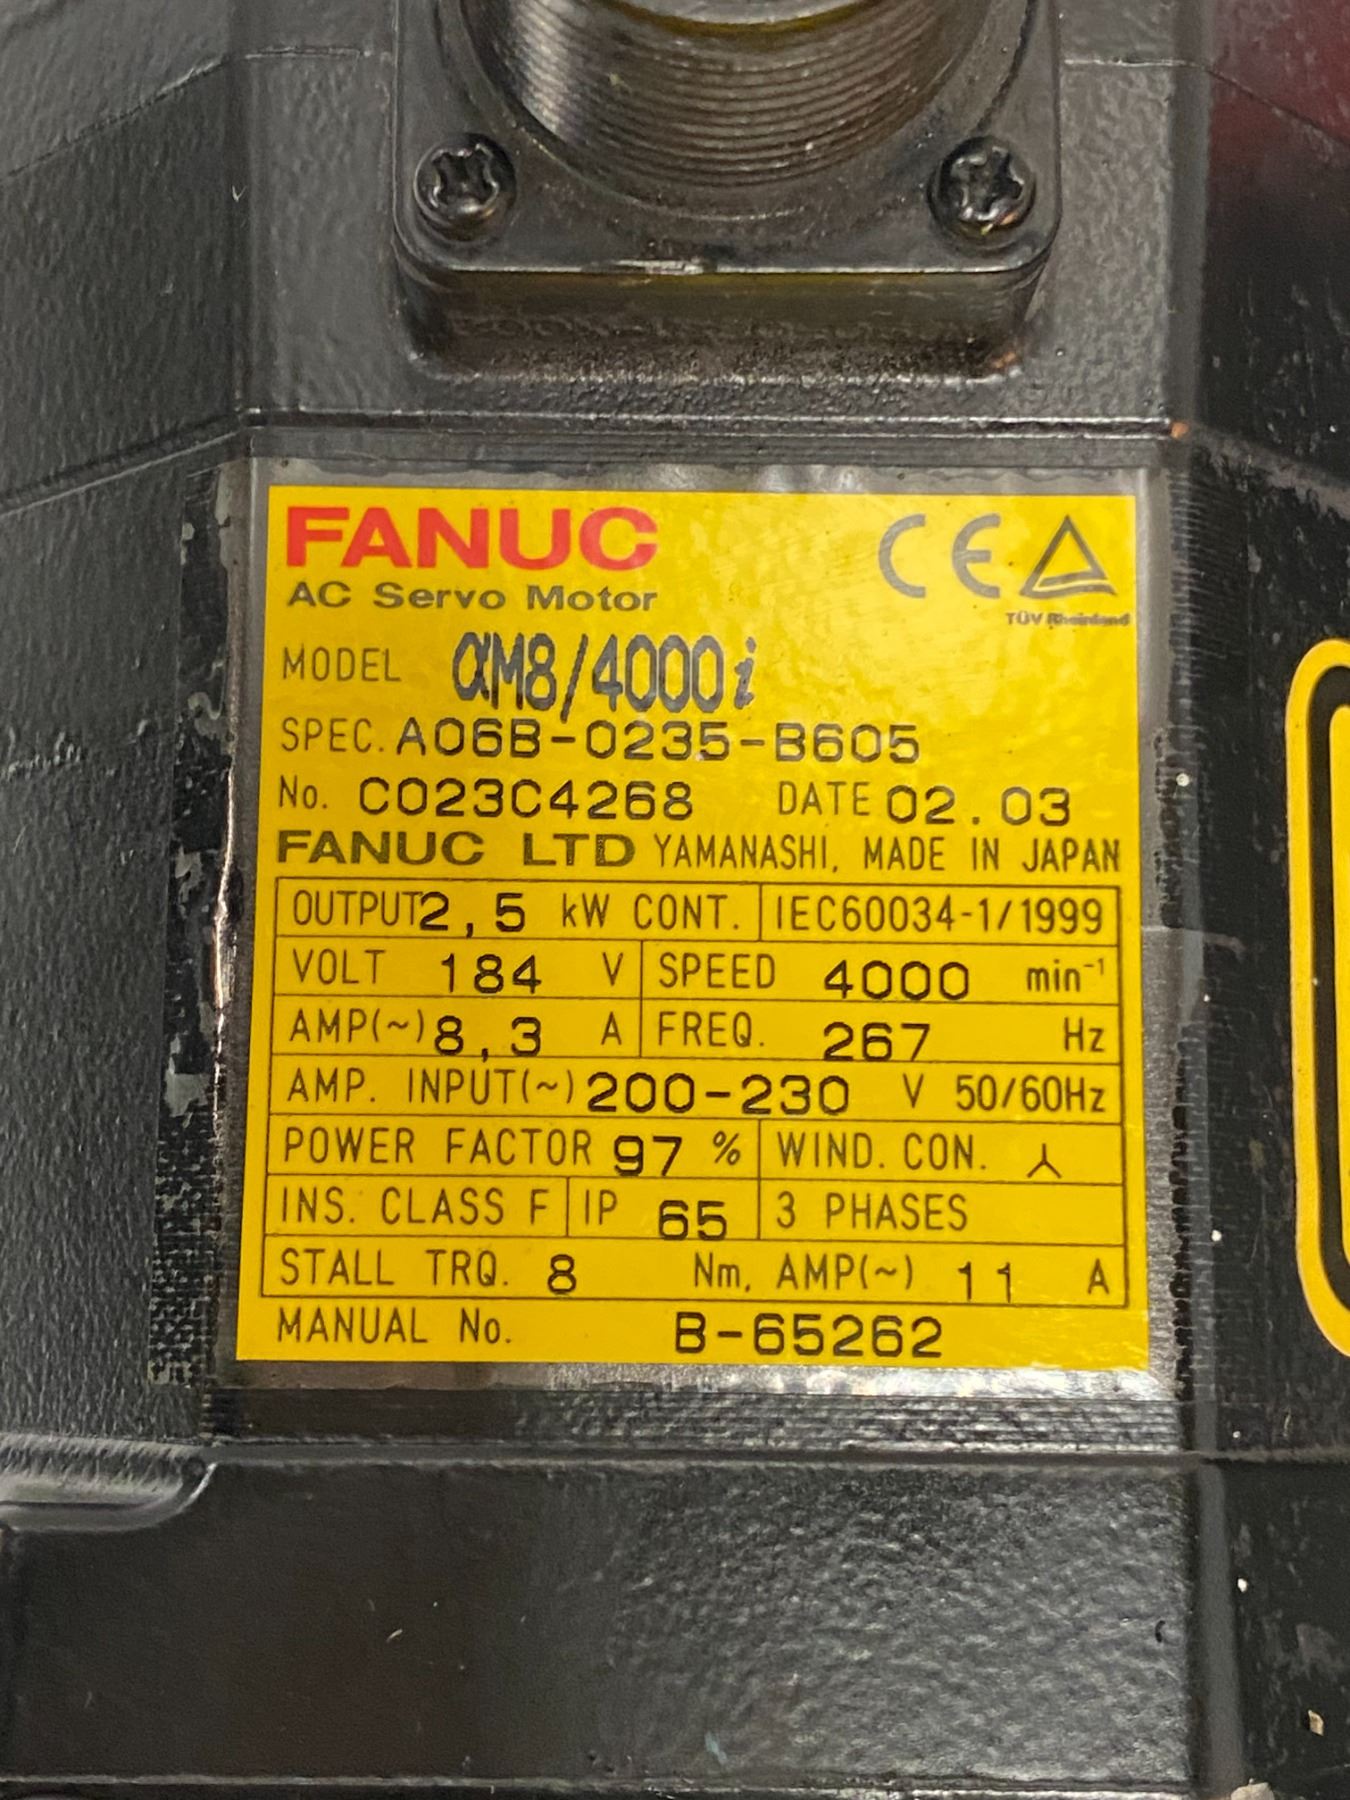 FANUC
AC Servo Motor
CE
TÜV Rheinland
MODEL αM8/4000i
SPEC. A06B-0235-B605
No. C023C4268 DATE 02.03
FANUC LTD YAMANASHI, MADE IN JAPAN
OUTPUT 2,5 kW CONT. IEC60034-1/1999
VOLT 184 V SPEED 4000 min⁻¹
AMP(~) 8,3 A FREQ. 267 Hz
AMP. INPUT(~) 200-230 V 50/60Hz
POWER FACTOR 97 % WIND. CON.
INS. CLASS F IP 65 3 PHASES
STALL TRQ. 8 Nm, AMP(~) 11 A
MANUAL No. B-65262